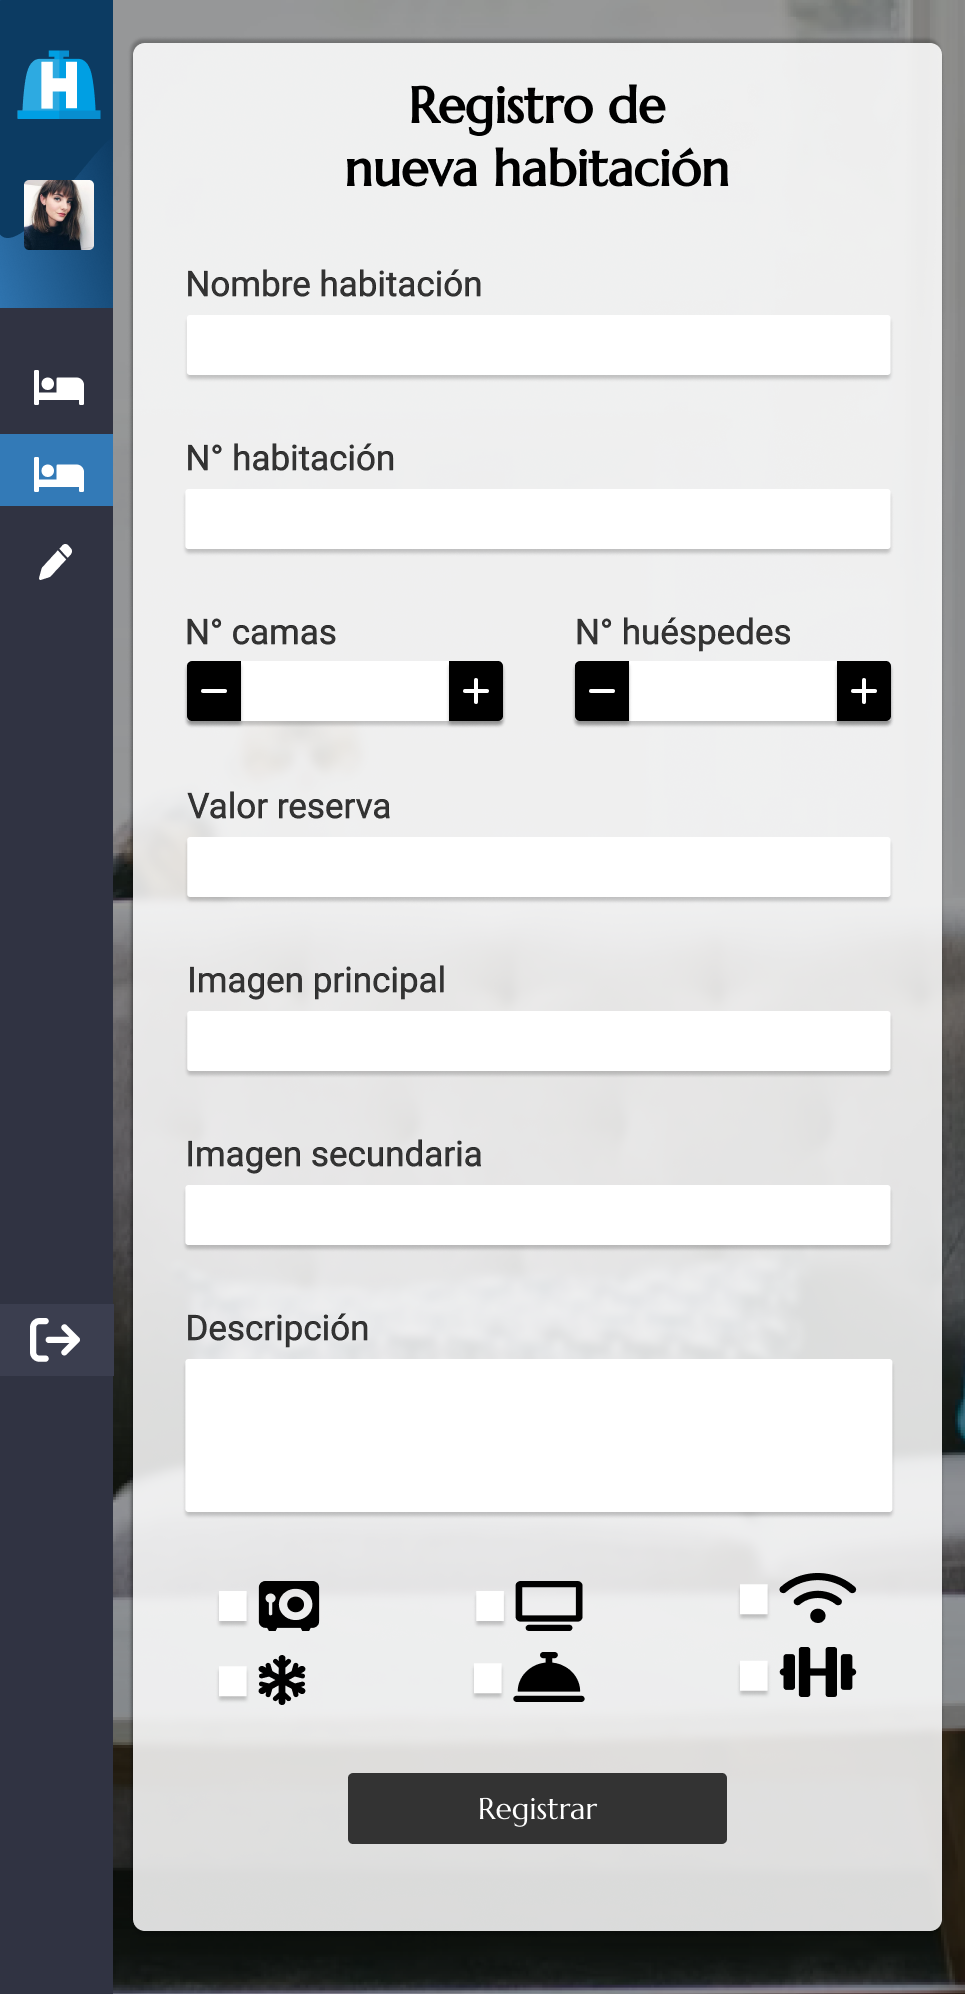 H
Registro de
nueva habitación
Nombre habitación
N° habitación
N° camas
N° huéspedes
Valor reserva
Imagen principal
Imagen secundaria
Descripción
Registrar